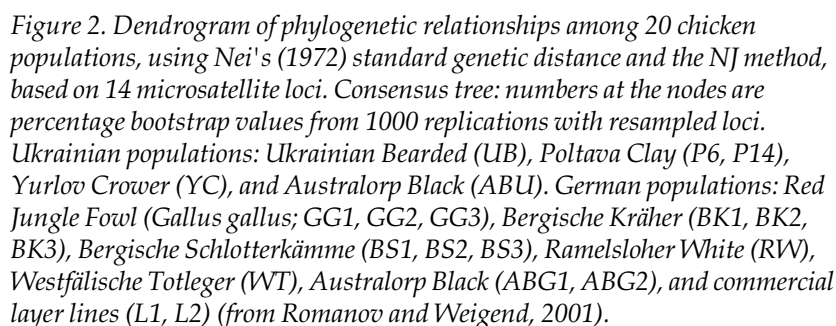 Figure 2. Dendrogram of phylogenetic relationships among 20 chicken
populations, using Nei's (1972) standard genetic distance and the NJ method,
based on 14 microsatellite loci. Consensus tree: numbers at the nodes are
percentage bootstrap values from 1000 replications with resampled loci.
Ukrainian populations: Ukrainian Bearded (UB), Poltava Clay (P6, P14),
Yurlov Crower (YC), and Australorp Black (ABU). German populations: Red
Jungle Fowl (Gallus gallus; GG1, GG2, GG3), Bergische Kräher (BK1, BK2,
BK3), Bergische Schlotterkämme (BS1, BS2, BS3), Ramelsloher White (RW),
Westfälische Totleger (WT), Australorp Black (ABG1, ABG2), and commercial
layer lines (L1, L2) (from Romanov and Weigend, 2001).